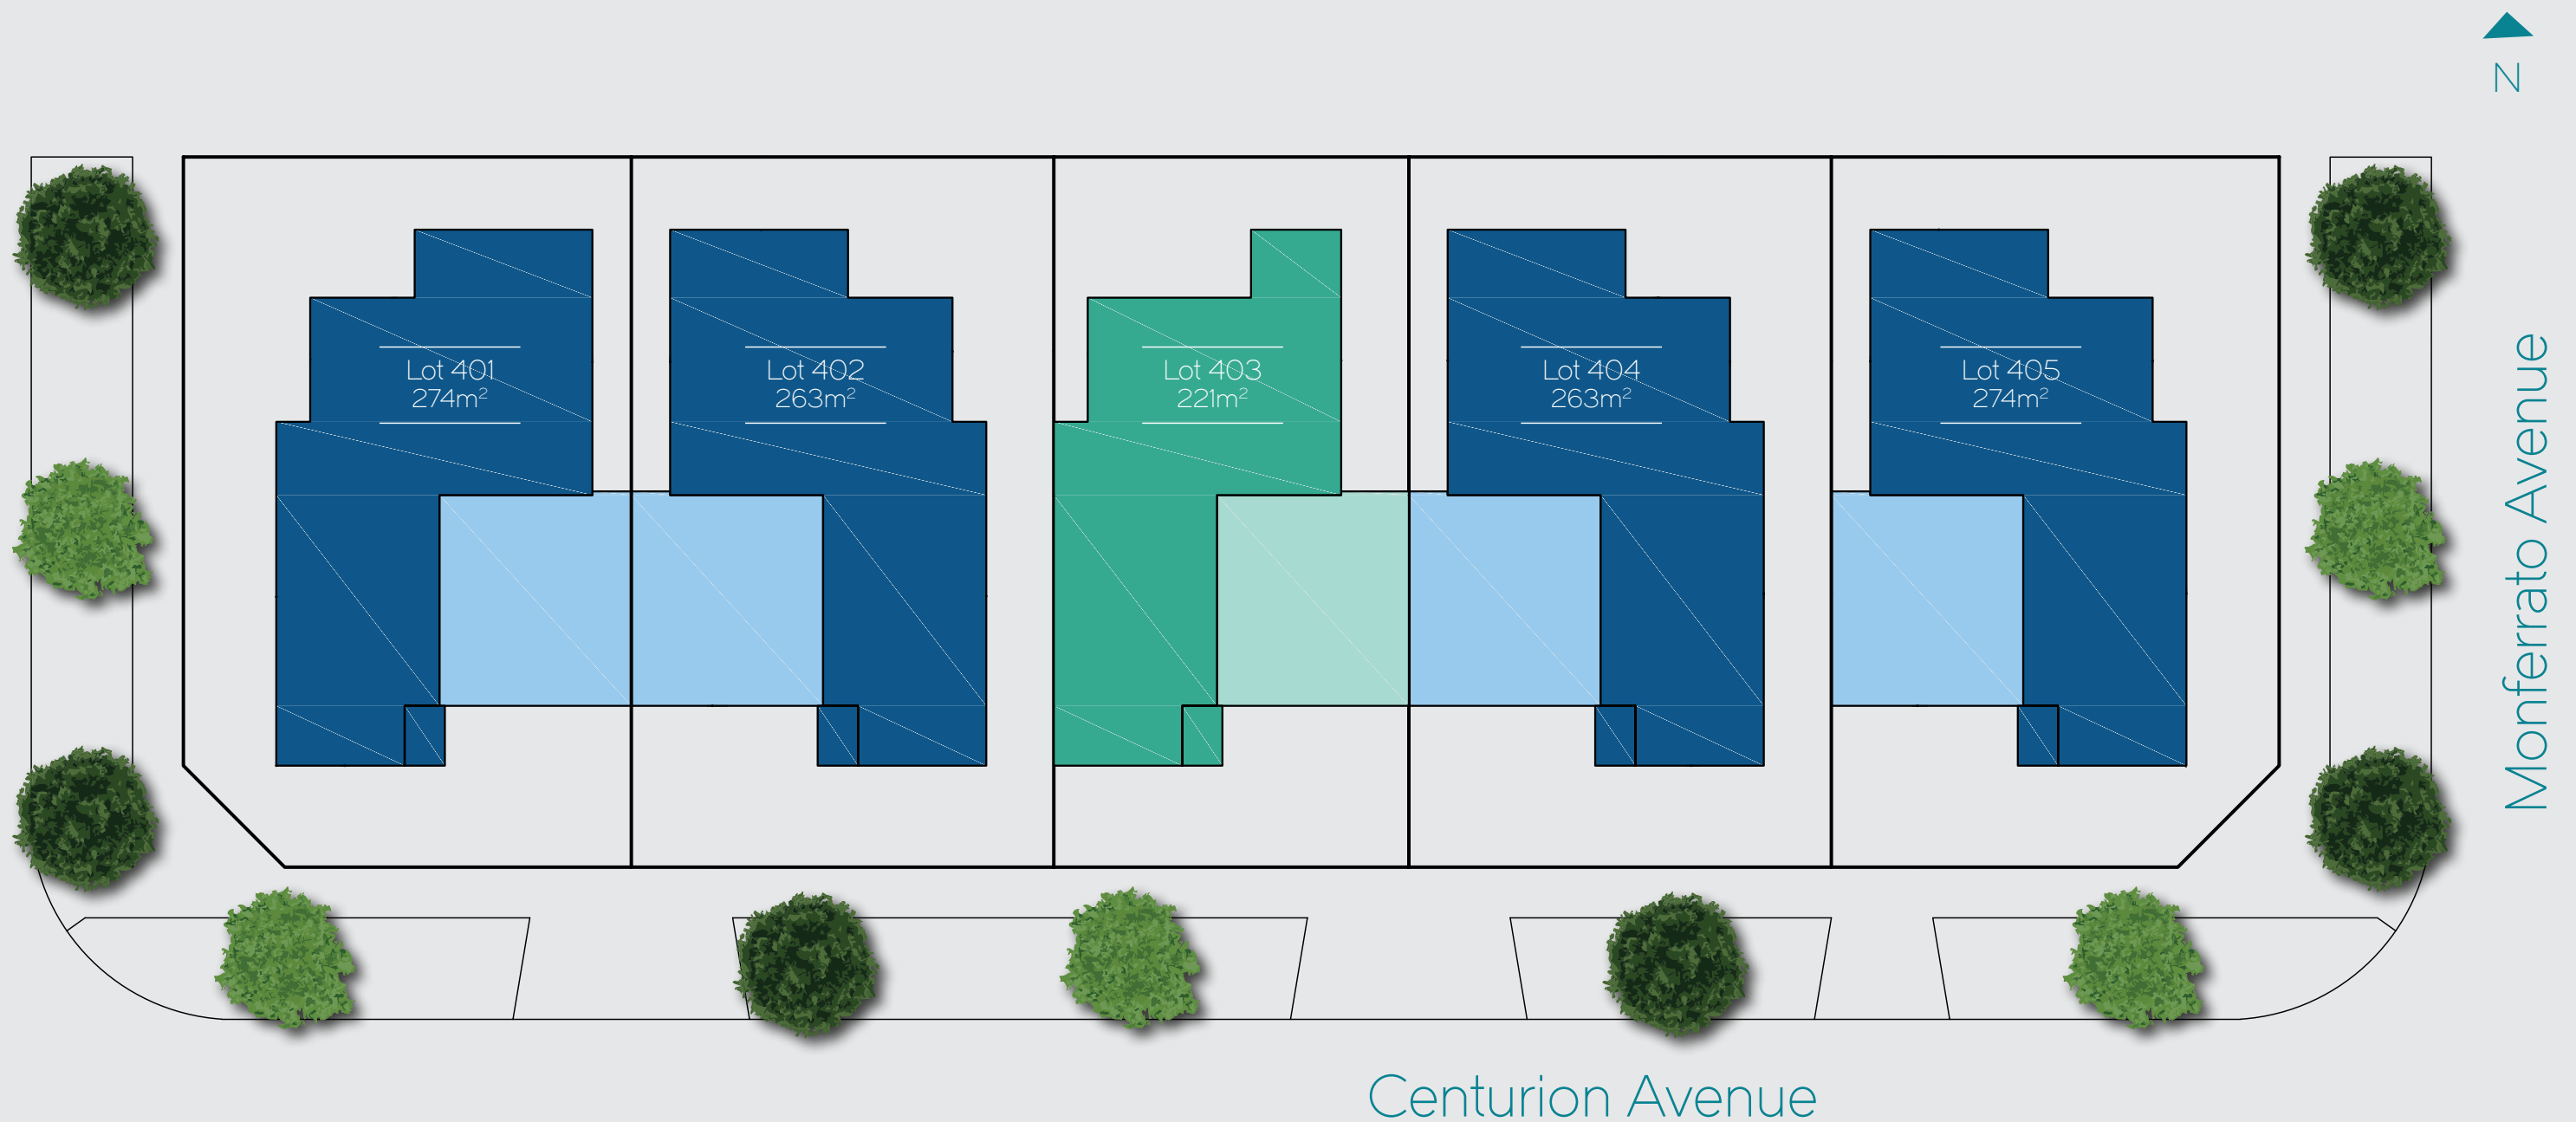 N
Lot 401
274m²
Lot 402
263m²
Lot 403
221m²
Lot 404
263m²
Lot 405
274m²
Monferrato Avenue
Centurion Avenue